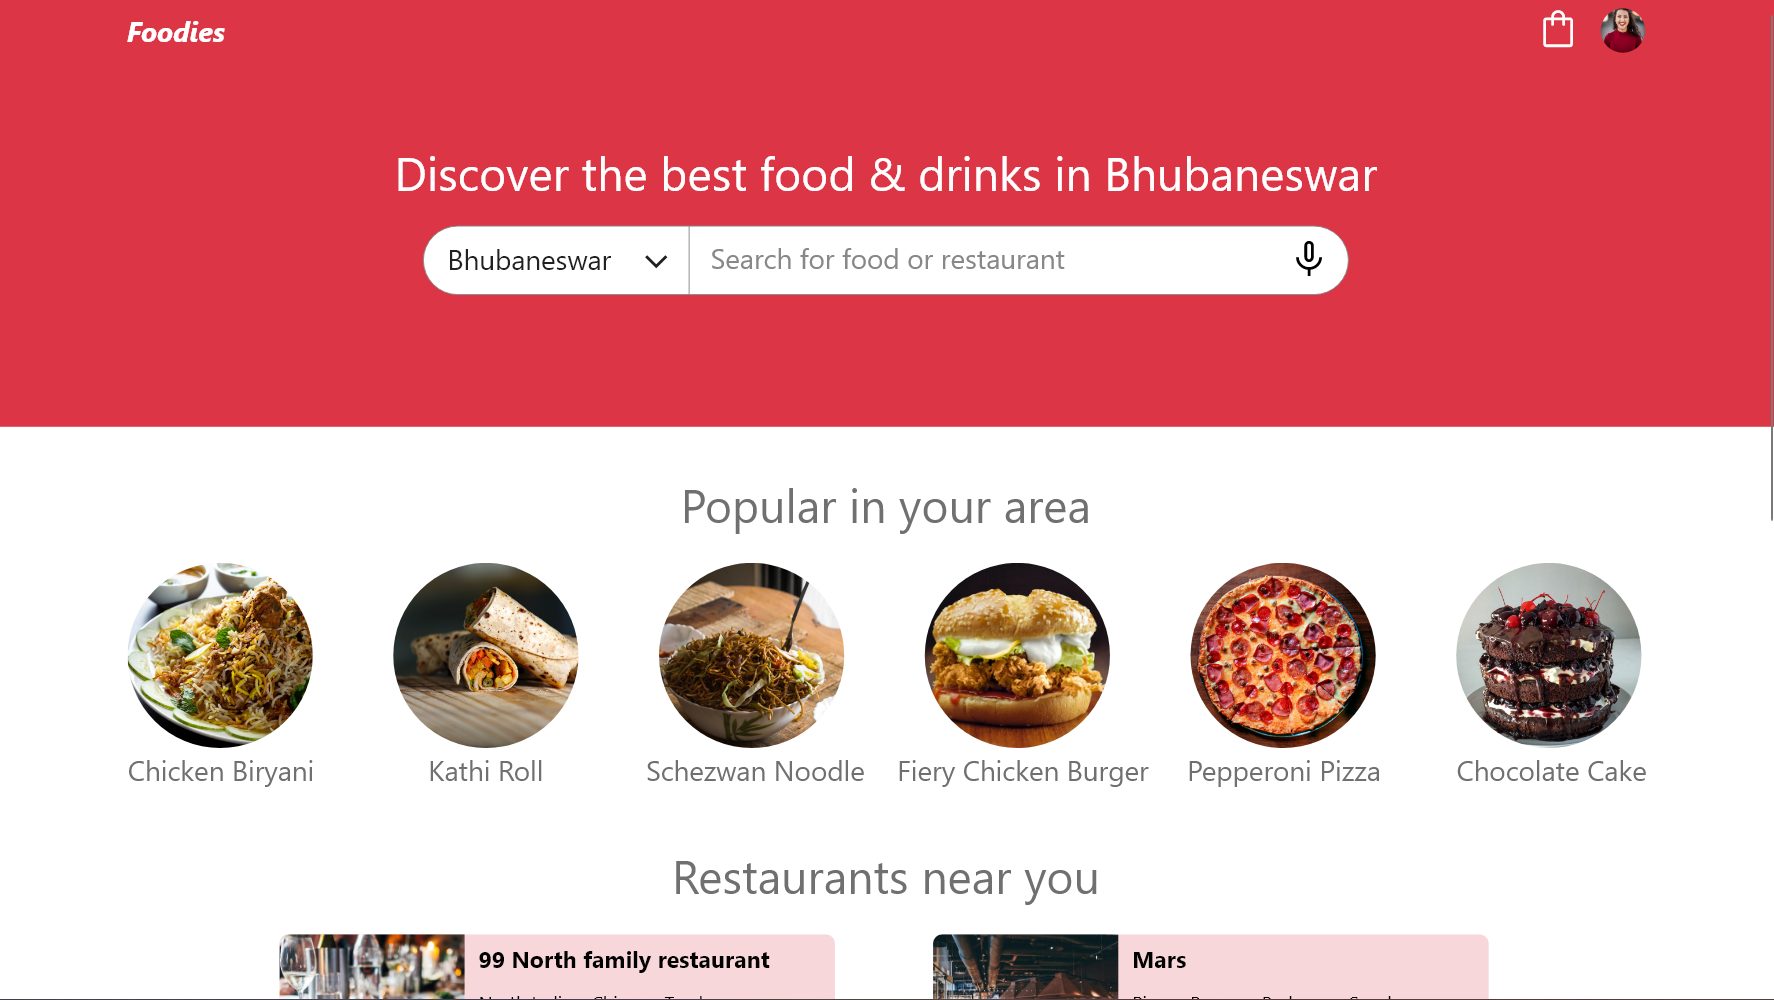 Foodies
Discover the best food & drinks in Bhubaneswar
Bhubaneswar
Search for food or restaurant
Popular in your area
Chicken Biryani
Kathi Roll
Schezwan Noodle
Fiery Chicken Burger
Pepperoni Pizza
Chocolate Cake
Restaurants near you
99 North family restaurant
Mars